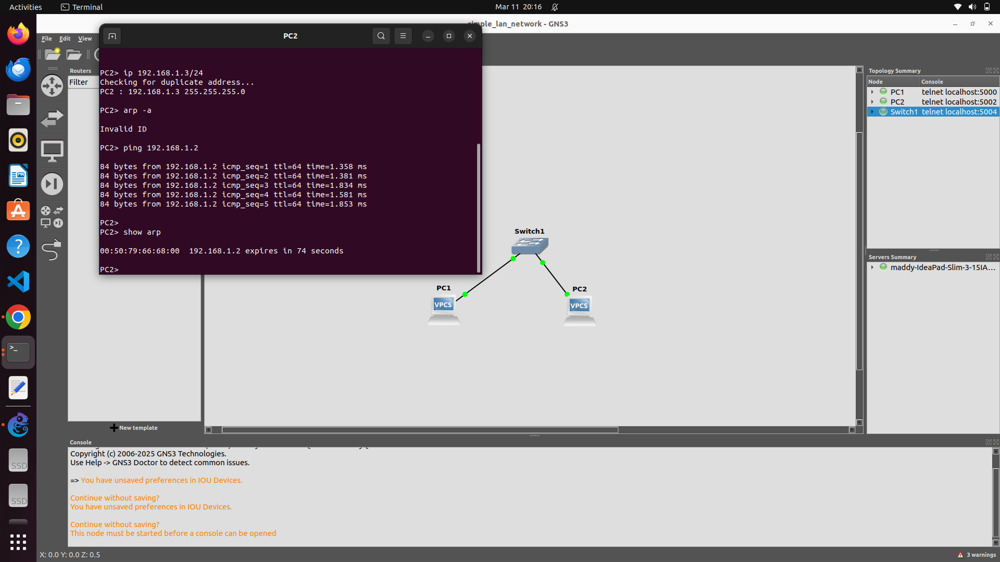 Activities
Terminal
Mar 11 20:16
simple_lan_network - GNS3
File Edit View
PC2
Routers
Filter
PC2> ip 192.168.1.3/24
Checking for duplicate address...
PC2 : 192.168.1.3 255.255.255.0
PC2> arp -a
Invalid ID
PC2> ping 192.168.1.2
84 bytes from 192.168.1.2 icmp_seq=1 ttl=64 time=1.358 ms
84 bytes from 192.168.1.2 icmp_seq=2 ttl=64 time=1.381 ms
84 bytes from 192.168.1.2 icmp_seq=3 ttl=64 time=1.834 ms
84 bytes from 192.168.1.2 icmp_seq=4 ttl=64 time=1.581 ms
84 bytes from 192.168.1.2 icmp_seq=5 ttl=64 time=1.853 ms
PC2>
PC2> show arp
00:50:79:66:68:00 192.168.1.2 expires in 74 seconds
PC2>
Switch1
PC1
VPCS
PC2
VPCS
Topology Summary
Node Console
PC1 telnet localhost:5000
PC2 telnet localhost:5002
Switch1 telnet localhost:5004
Servers Summary
maddy-IdeaPad-Slim-3-15IA...
New template
Console
Copyright (c) 2006-2025 GNS3 Technologies.
Use Help -> GNS3 Doctor to detect common issues.
=> You have unsaved preferences in IOU Devices.
Continue without saving?
You have unsaved preferences in IOU Devices.
Continue without saving?
This node must be started before a console can be opened
SSD
SSD
X: 0.0 Y: 0.0 Z: 0.5
3 warnings